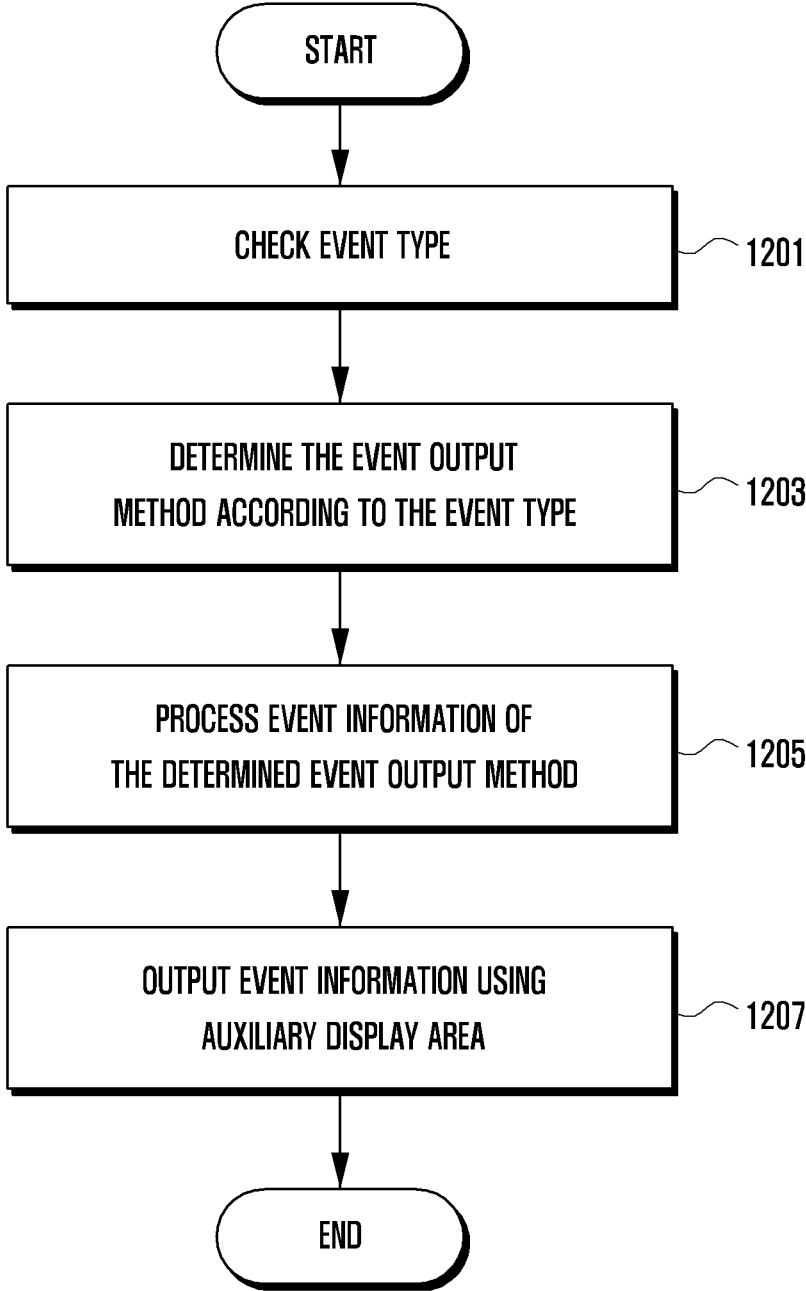 START
CHECK EVENT TYPE
1201
DETERMINE THE EVENT OUTPUT
METHOD ACCORDING TO THE EVENT TYPE
1203
PROCESS EVENT INFORMATION OF
THE DETERMINED EVENT OUTPUT METHOD
1205
OUTPUT EVENT INFORMATION USING
AUXILIARY DISPLAY AREA
1207
END